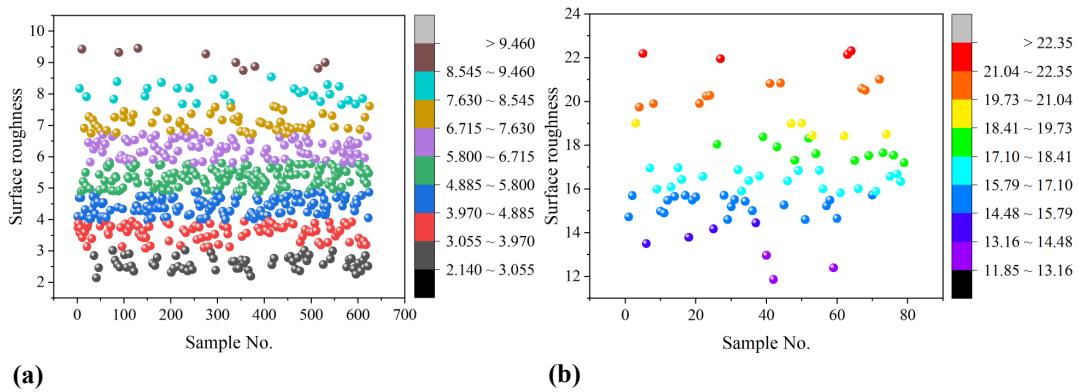 10
9
8
7
6
5
4
3
2
Surface roughness
0
100
200
300
400
500
600
700
Sample No.
> 9.460
8.545 ~ 9.460
7.630 ~ 8.545
6.715 ~ 7.630
5.800 ~ 6.715
4.885 ~ 5.800
3.970 ~ 4.885
3.055 ~ 3.970
2.140 ~ 3.055
(a)
24
22
20
18
16
14
12
Surface roughness
0
20
40
60
80
Sample No.
> 22.35
21.04 ~ 22.35
19.73 ~ 21.04
18.41 ~ 19.73
17.10 ~ 18.41
15.79 ~ 17.10
14.48 ~ 15.79
13.16 ~ 14.48
11.85 ~ 13.16
(b)